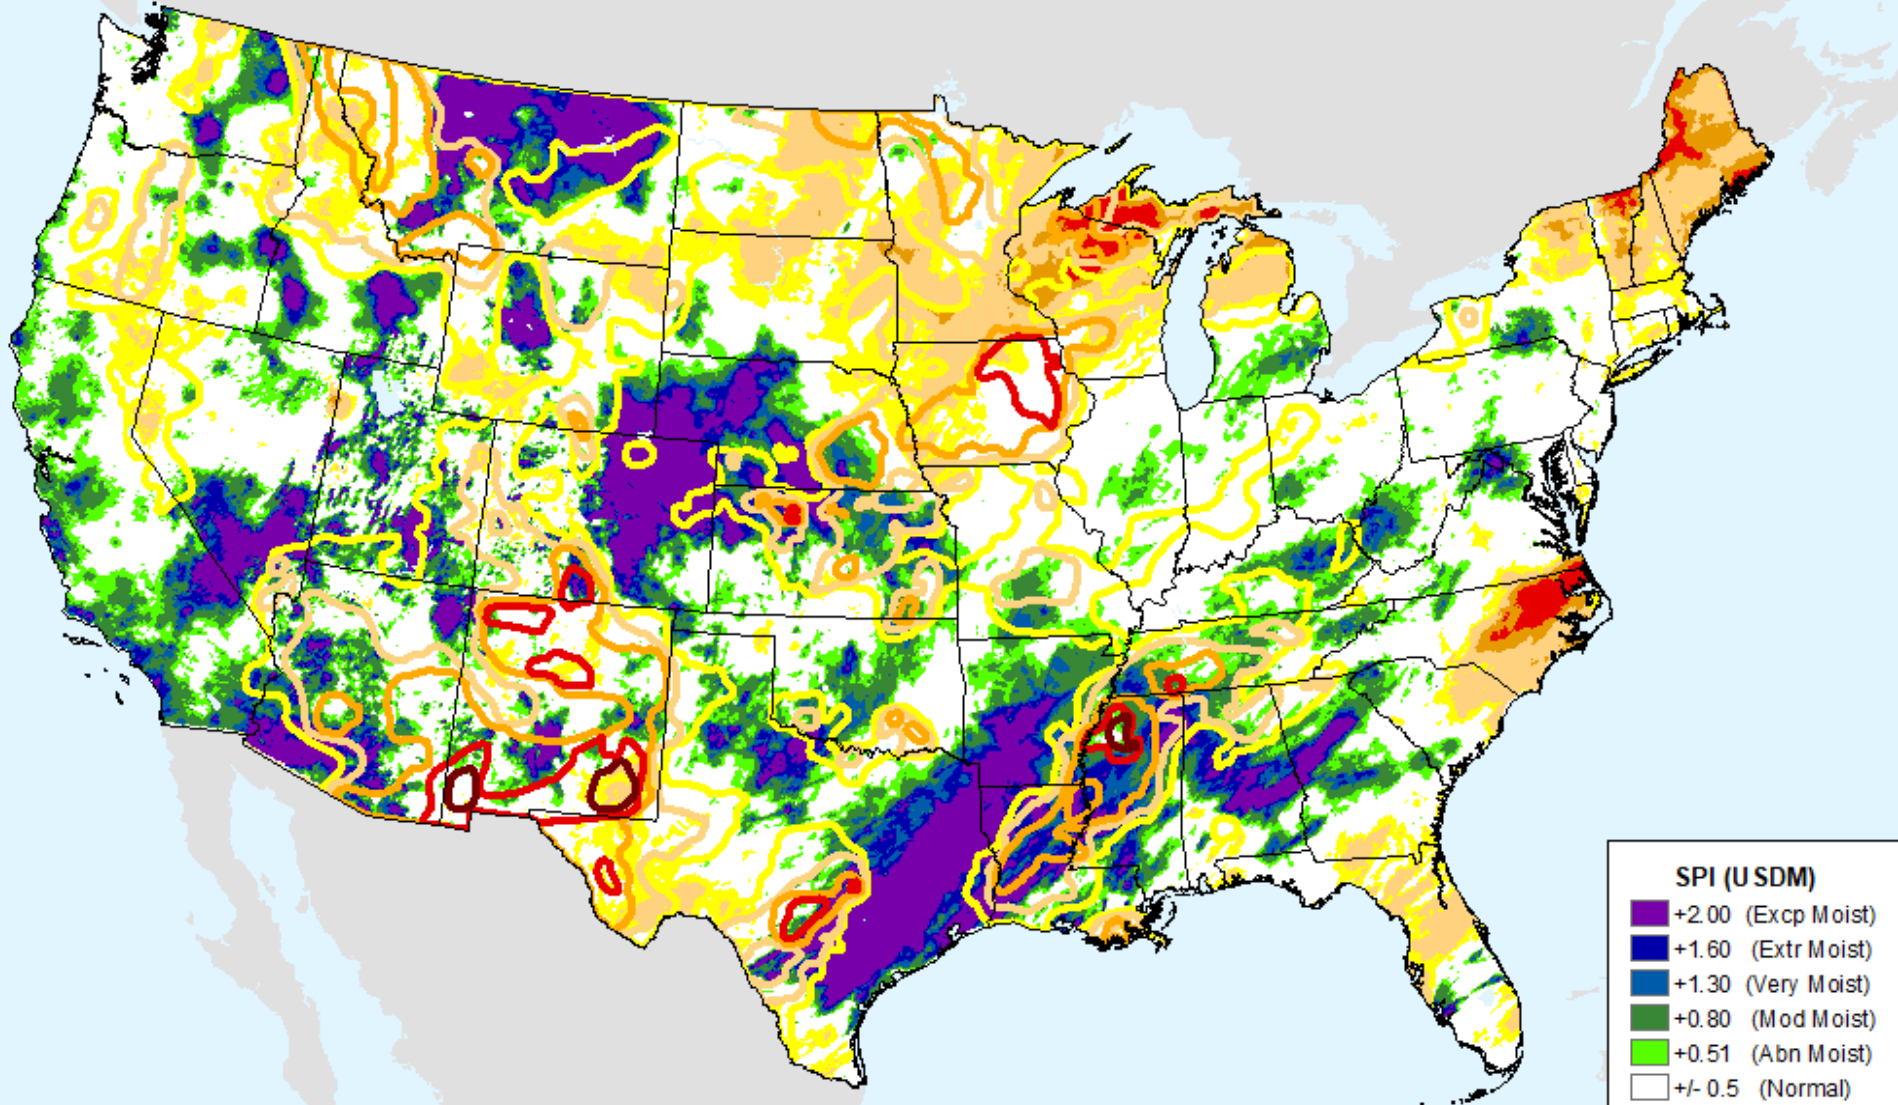 SPI (USDM)
+2.00 (Excp Moist)
+1.60 (Extr Moist)
+1.30 (Very Moist)
+0.80 (Mod Moist)
+0.51 (Abn Moist)
+/- 0.5 (Normal)